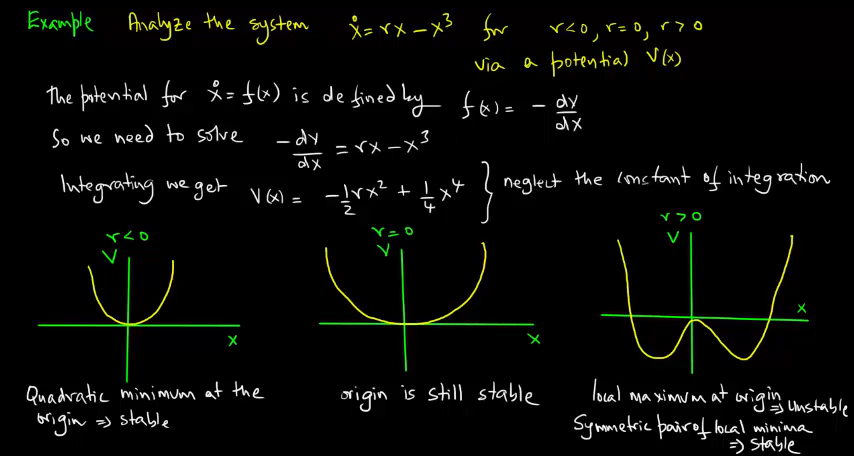 Example Analyze the system ẋ = rx − x³ for r<0, r=0, r>0
via a potential V(x)
The potential for ẋ = f(x) is defined by f(x) = − dV/dx
So we need to solve − dV/dx = rx − x³
Integrating we get V(x) = − 1/2 rx² + 1/4 x⁴ } neglect the constant of integration
r<0
V
x
Quadratic minimum at the
origin ⇒ stable
r=0
V
x
origin is still stable
r>0
V
x
local maximum at origin
⇒ unstable
Symmetric pair of local minima
⇒ stable